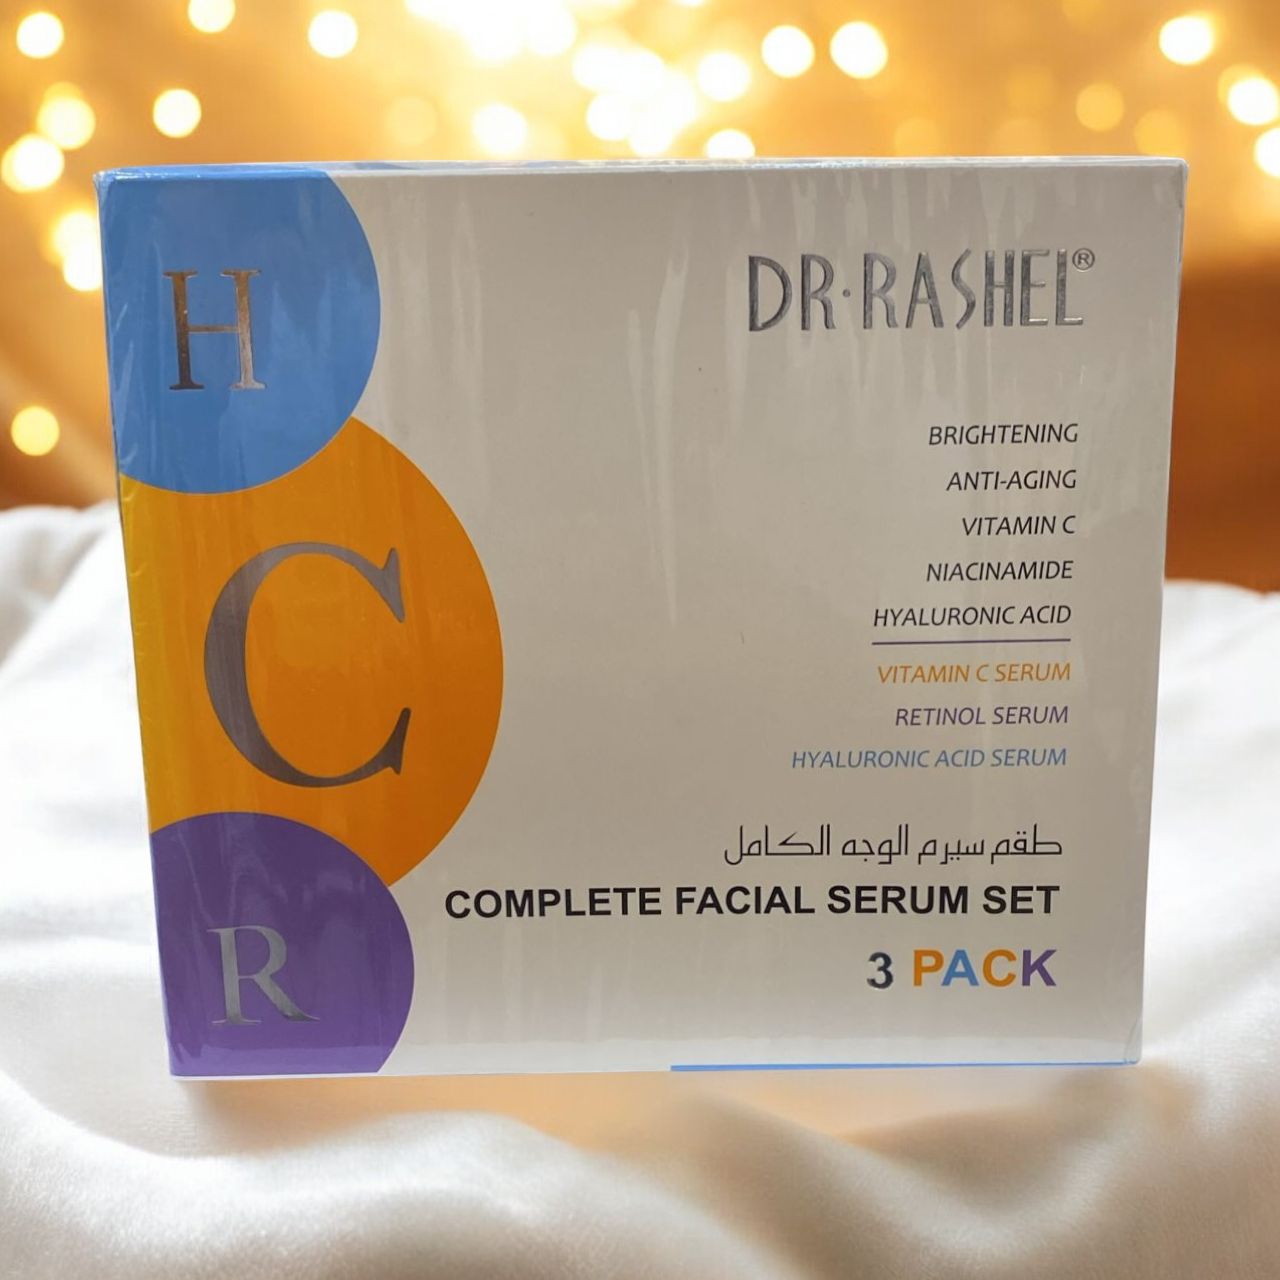 H
C
R
DR·RASHEL®
BRIGHTENING
ANTI-AGING
VITAMIN C
NIACINAMIDE
HYALURONIC ACID
VITAMIN C SERUM
RETINOL SERUM
HYALURONIC ACID SERUM
طقم سيرم الوجه الكامل
COMPLETE FACIAL SERUM SET
3 PACK